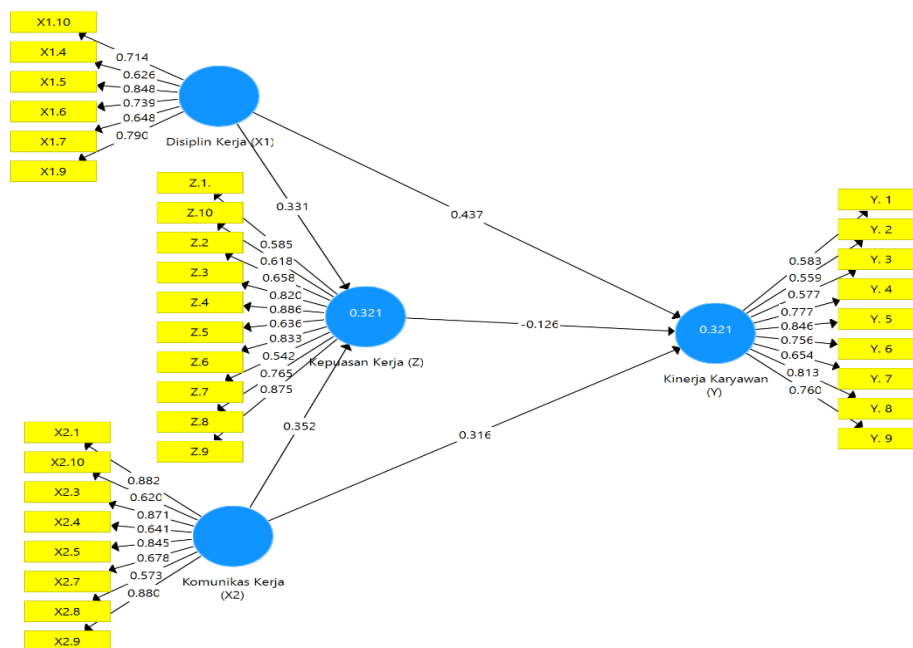 X1.10
X1.4
X1.5
X1.6
X1.7
X1.9
0.714
0.626
0.848
0.739
0.648
0.790
Disiplin Kerja (X1)
0.331
0.437
Z.1.
Z.10
Z.2
Z.3
Z.4
Z.5
Z.6
Z.7
Z.8
Z.9
0.585
0.618
0.658
0.820
0.886
0.636
0.833
0.542
0.765
0.875
0.321
Kepuasan Kerja (Z)
-0.126
0.352
0.316
X2.1
X2.10
X2.3
X2.4
X2.5
X2.7
X2.8
X2.9
0.882
0.620
0.871
0.641
0.845
0.678
0.573
0.880
Komunikas Kerja
(X2)
0.321
Kinerja Karyawan
(Y)
0.583
0.559
0.577
0.777
0.846
0.756
0.654
0.813
0.760
Y. 1
Y. 2
Y. 3
Y. 4
Y. 5
Y. 6
Y. 7
Y. 8
Y. 9